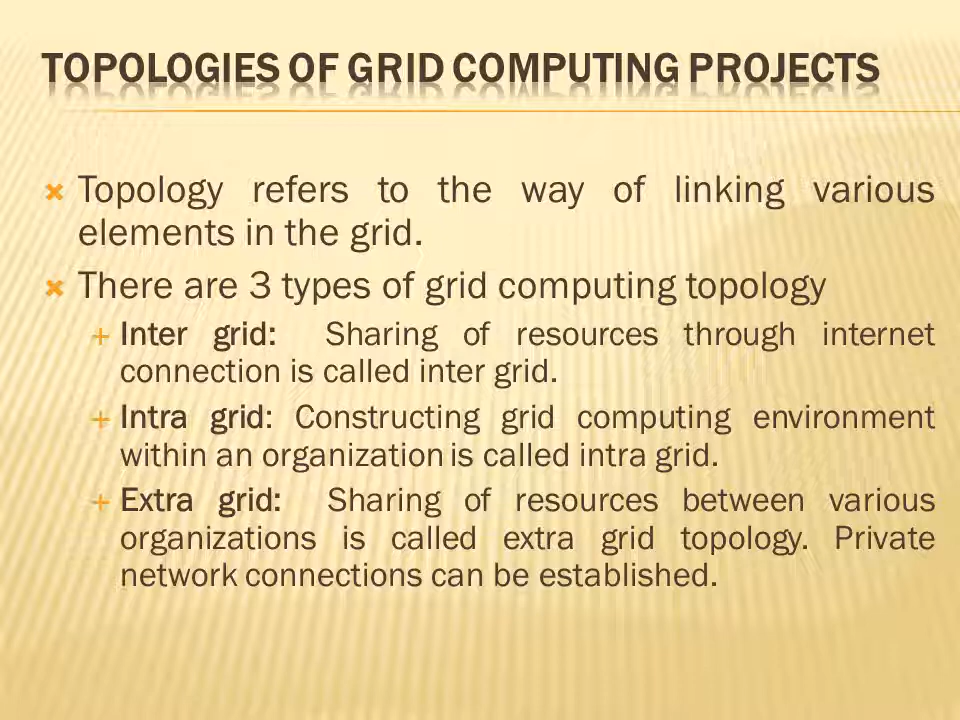 TOPOLOGIES OF GRID COMPUTING PROJECTS
Topology refers to the way of linking various
elements in the grid.
There are 3 types of grid computing topology
Inter grid: Sharing of resources through internet
connection is called inter grid.
Intra grid: Constructing grid computing environment
within an organization is called intra grid.
Extra grid: Sharing of resources between various
organizations is called extra grid topology. Private
network connections can be established.